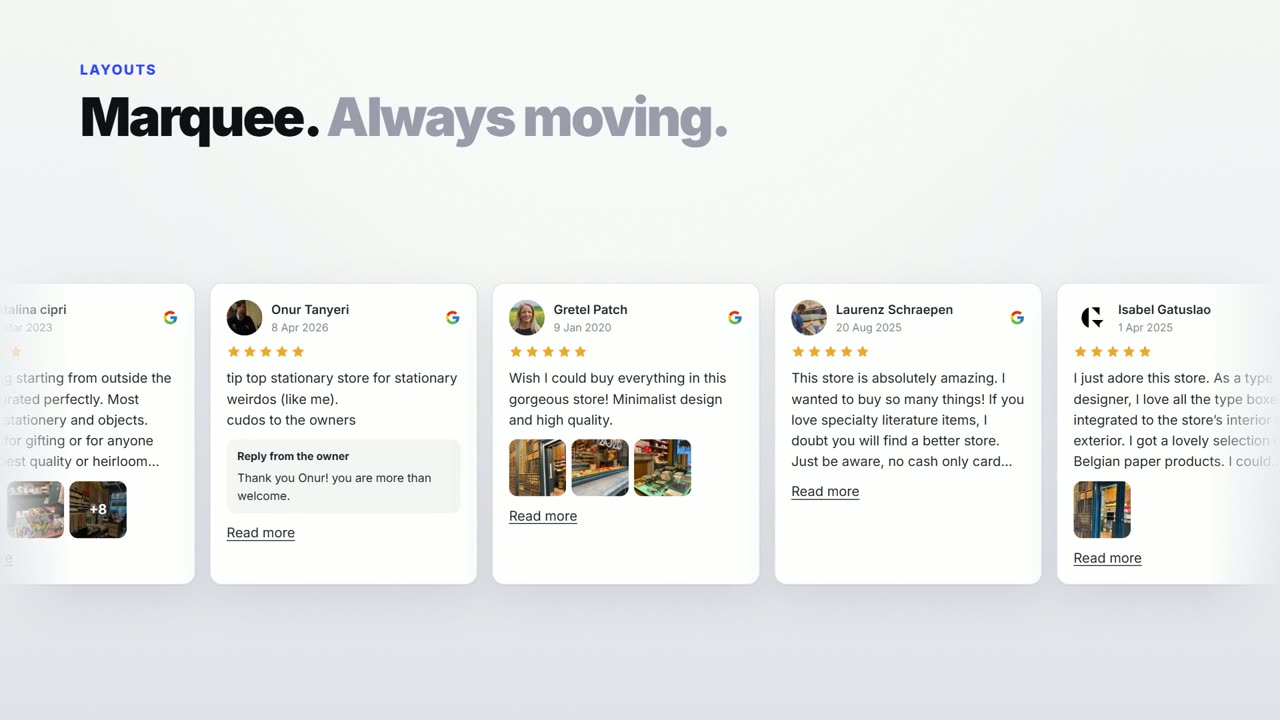 LAYOUTS
Marquee. Always moving.
talina cipri
Mar 2023
g starting from outside the
rated perfectly. Most
stationery and objects.
for gifting or for anyone
best quality or heirloom...
+8
e
Onur Tanyeri
8 Apr 2026
tip top stationary store for stationary
weirdos (like me).
cudos to the owners
Reply from the owner
Thank you Onur! you are more than
welcome.
Read more
Gretel Patch
9 Jan 2020
Wish I could buy everything in this
gorgeous store! Minimalist design
and high quality.
Read more
Laurenz Schraepen
20 Aug 2025
This store is absolutely amazing. I
wanted to buy so many things! If you
love specialty literature items, I
doubt you will find a better store.
Just be aware, no cash only card...
Read more
Isabel Gatuslao
1 Apr 2025
I just adore this store. As a type
designer, I love all the type boxe
integrated to the store's interior
exterior. I got a lovely selection
Belgian paper products. I could
Read more